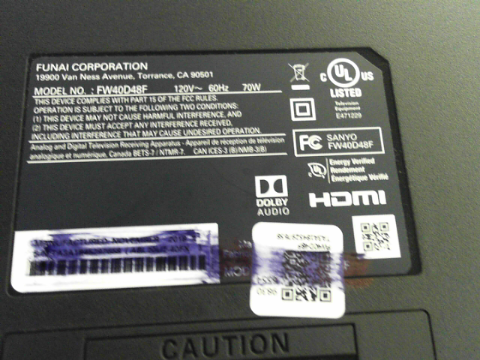 FUNAI CORPORATION
19900 Van Ness Avenue, Torrance, CA 90501
MODEL NO. : FW40D48F 120V~ 60Hz 70W
THIS DEVICE COMPLIES WITH PART 15 OF THE FCC RULES.
OPERATION IS SUBJECT TO THE FOLLOWING TWO CONDITIONS:
(1) THIS DEVICE MAY NOT CAUSE HARMFUL INTERFERENCE, AND
(2) THIS DEVICE MUST ACCEPT ANY INTERFERENCE RECEIVED,
INCLUDING INTERFERENCE THAT MAY CAUSE UNDESIRED OPERATION.
Analog and Digital Television Receiving Apparatus - Appareil de réception de télévision
analogique et numérique, Canada BETS-7 / NTMR-7. CAN ICES-3 (B)/NMB-3(B)
C UL US
LISTED
Television
Equipment
E471229
FC SANYO
FW40D48F
Energy Verified
Rendement
Énergétique Vérifié
DOLBY
AUDIO
HDMI
CAUTION